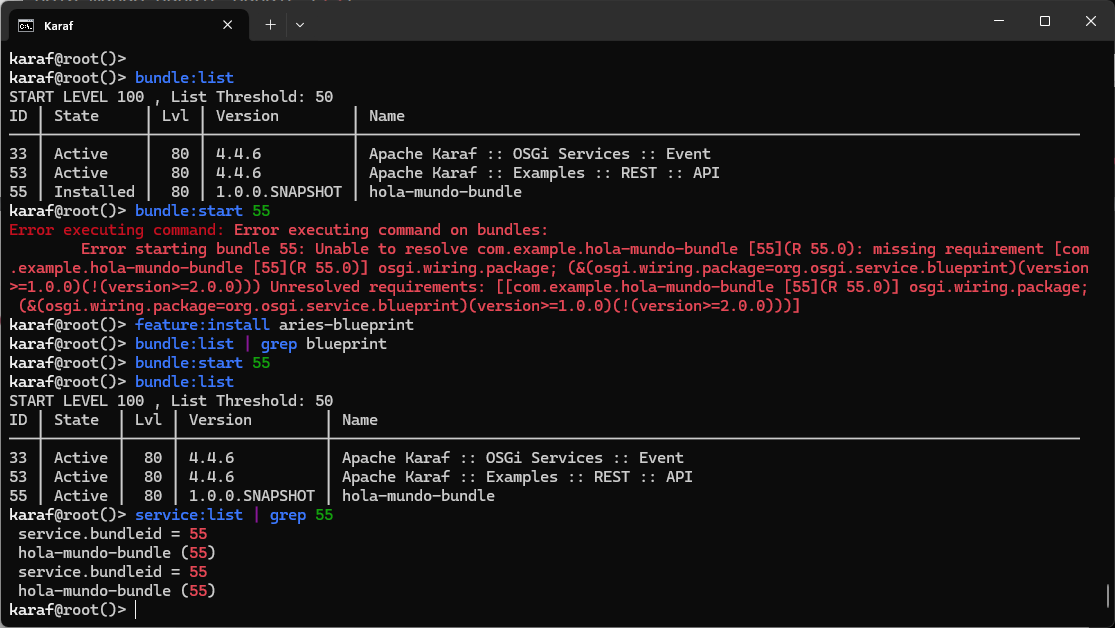 Karaf
karaf@root()>
karaf@root()> bundle:list
START LEVEL 100 , List Threshold: 50
ID │ State     │ Lvl │ Version        │ Name
33 │ Active    │  80 │ 4.4.6          │ Apache Karaf :: OSGi Services :: Event
53 │ Active    │  80 │ 4.4.6          │ Apache Karaf :: Examples :: REST :: API
55 │ Installed │  80 │ 1.0.0.SNAPSHOT │ hola-mundo-bundle
karaf@root()> bundle:start 55
Error executing command: Error executing command on bundles:
        Error starting bundle 55: Unable to resolve com.example.hola-mundo-bundle [55](R 55.0): missing requirement [com
.example.hola-mundo-bundle [55](R 55.0)] osgi.wiring.package; (&(osgi.wiring.package=org.osgi.service.blueprint)(version
>=1.0.0)(!(version>=2.0.0))) Unresolved requirements: [[com.example.hola-mundo-bundle [55](R 55.0)] osgi.wiring.package;
 (&(osgi.wiring.package=org.osgi.service.blueprint)(version>=1.0.0)(!(version>=2.0.0)))]
karaf@root()> feature:install aries-blueprint
karaf@root()> bundle:list | grep blueprint
karaf@root()> bundle:start 55
karaf@root()> bundle:list
START LEVEL 100 , List Threshold: 50
ID │ State  │ Lvl │ Version        │ Name
33 │ Active │  80 │ 4.4.6          │ Apache Karaf :: OSGi Services :: Event
53 │ Active │  80 │ 4.4.6          │ Apache Karaf :: Examples :: REST :: API
55 │ Active │  80 │ 1.0.0.SNAPSHOT │ hola-mundo-bundle
karaf@root()> service:list | grep 55
 service.bundleid = 55
 hola-mundo-bundle (55)
 service.bundleid = 55
 hola-mundo-bundle (55)
karaf@root()>